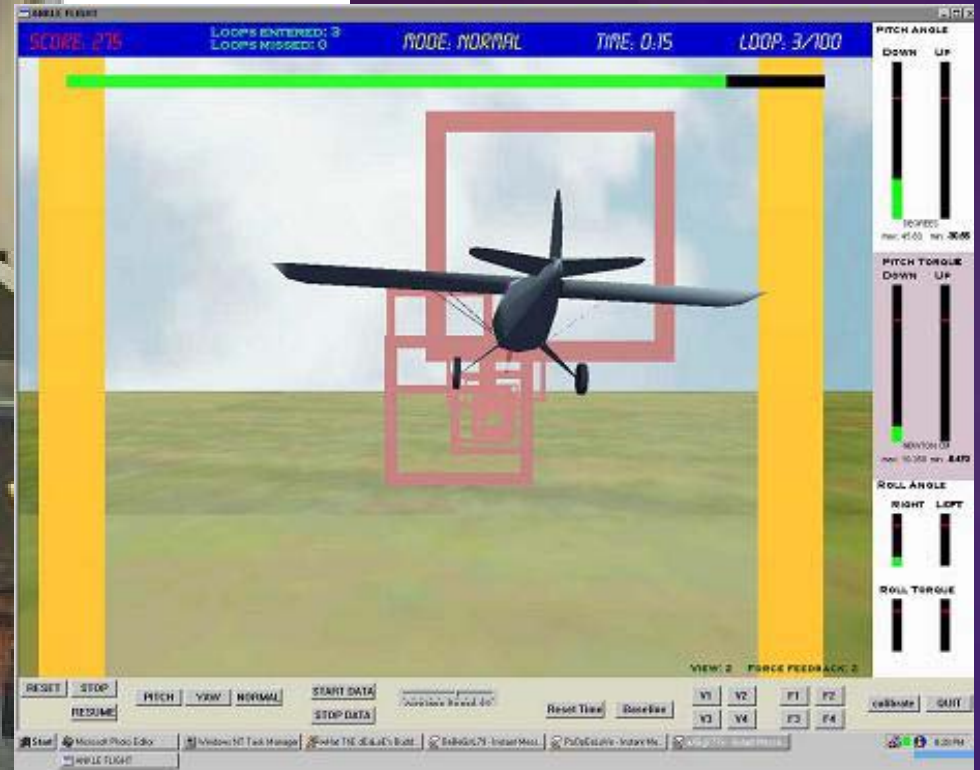 ANKLE FLIGHT
SCORE: 275
LOOPS ENTERED: 3
LOOPS MISSED: 0
MODE: NORMAL
TIME: 0:15
LOOP: 3/100
PITCH ANGLE
DOWN UP
DEGREES
PITCH TORQUE
DOWN UP
ROLL ANGLE
RIGHT LEFT
ROLL TORQUE
VIEW: 2 FORCE FEEDBACK: 2
RESET STOP
RESUME
PITCH YAW NORMAL
START DATA
STOP DATA
Reset Time Baseline
V1 V2
V3 V4
F1 F2
F3 F4
calibrate QUIT
Start Microsoft Photo Editor Windows NT Task Manager
8:20 PM
ANKLE FLIGHT